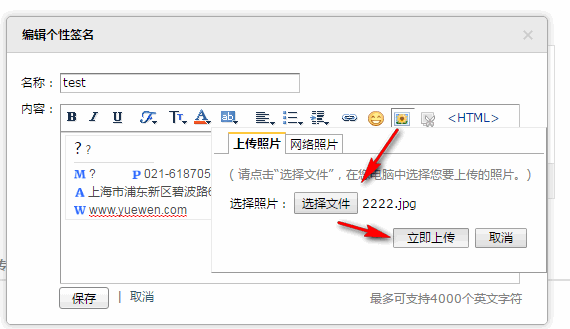 编辑个性签名
名称： test
内容：
B I U <HTML>
上传照片 网络照片
（请点击“选择文件”，在您电脑中选择您要上传的照片。）
选择照片： 选择文件 2222.jpg
立即上传 取消
? ?
M ? P 021-618705
A 上海市浦东新区碧波路6
W www.yuewen.com
保存 | 取消 最多可支持4000个英文字符